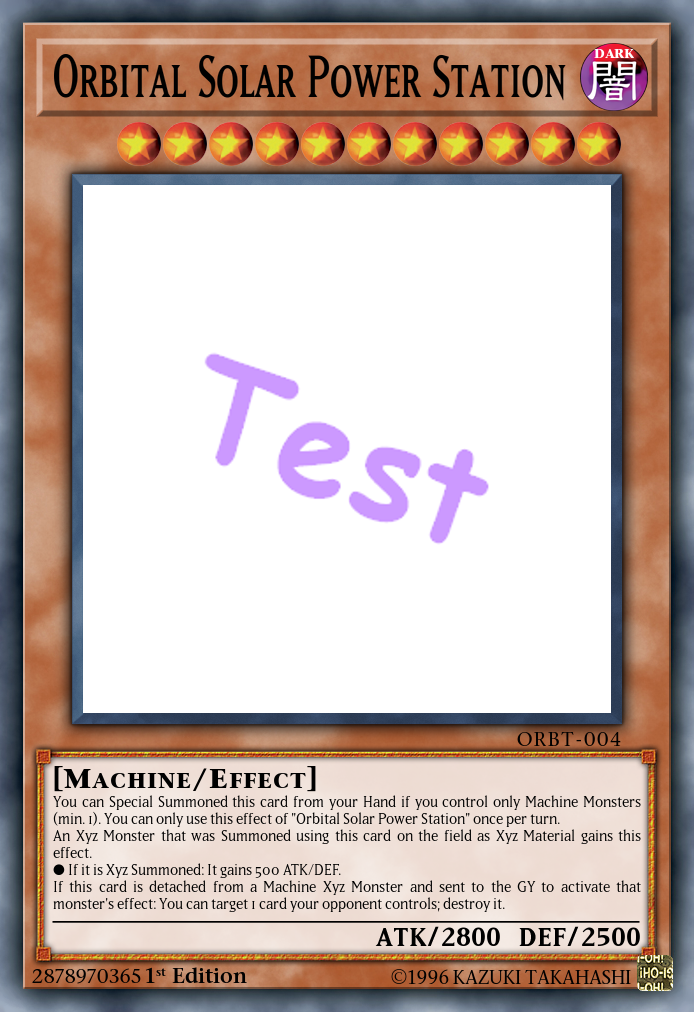 Orbital Solar Power Station
DARK
闇
Test
ORBT-004
[Machine/Effect]
You can Special Summoned this card from your Hand if you control only Machine Monsters
(min. 1). You can only use this effect of "Orbital Solar Power Station" once per turn.
An Xyz Monster that was Summoned using this card on the field as Xyz Material gains this
effect.
● If it is Xyz Summoned: It gains 500 ATK/DEF.
If this card is detached from a Machine Xyz Monster and sent to the GY to activate that
monster's effect: You can target 1 card your opponent controls; destroy it.
ATK/2800 DEF/2500
2878970365 1st Edition
©1996 KAZUKI TAKAHASHI